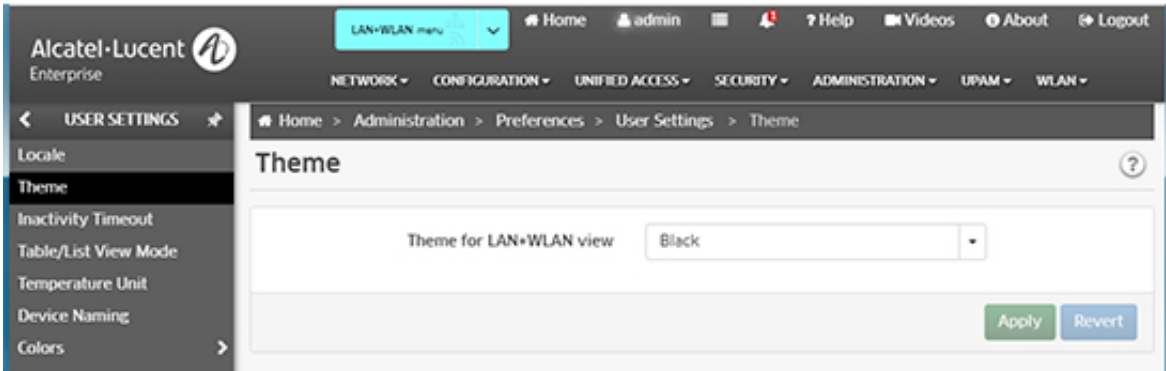 LAN+WLAN menu Home admin ? Help Videos About Logout
Alcatel·Lucent
Enterprise
NETWORK CONFIGURATION UNIFIED ACCESS SECURITY ADMINISTRATION UPAM WLAN
USER SETTINGS
Home > Administration > Preferences > User Settings > Theme
Locale
Theme
Inactivity Timeout
Table/List View Mode
Temperature Unit
Device Naming
Colors
Theme
?
Theme for LAN+WLAN view Black
Apply Revert